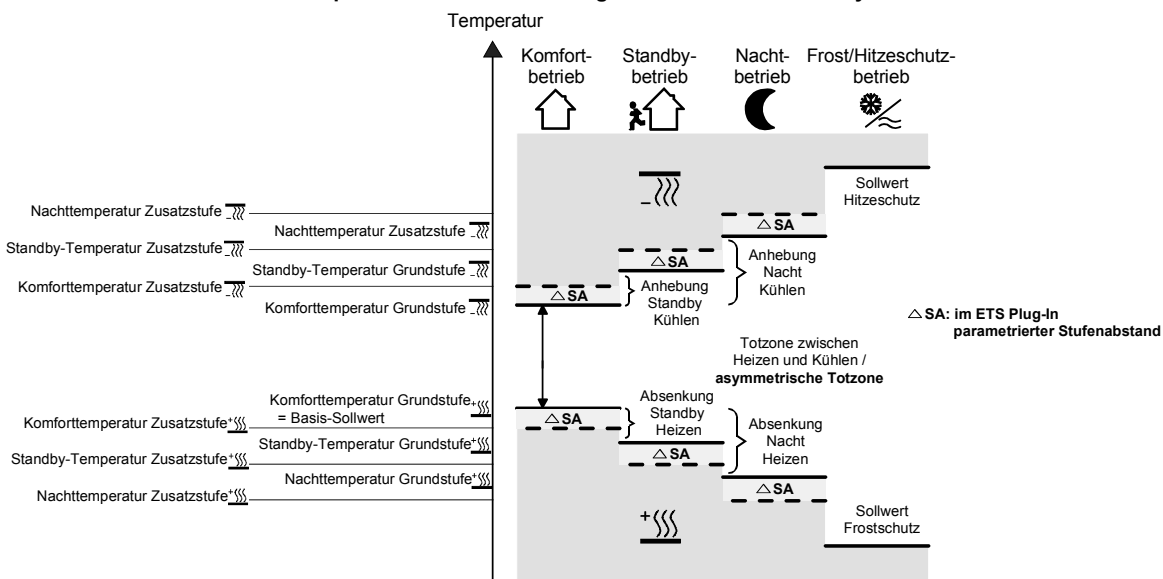 Temperatur
Komfort-
betrieb
Standby-
betrieb
Nacht-
betrieb
Frost/Hitzeschutz-
betrieb
Sollwert
Hitzeschutz
Nachttemperatur Zusatzstufe
Nachttemperatur Zusatzstufe
Standby-Temperatur Zusatzstufe
Standby-Temperatur Grundstufe
Komforttemperatur Zusatzstufe
Komforttemperatur Grundstufe
△ SA
△ SA
△ SA
Anhebung
Standby
Kühlen
Anhebung
Nacht
Kühlen
△ SA: im ETS Plug-In
parametrierter Stufenabstand
Totzone zwischen
Heizen und Kühlen /
asymmetrische Totzone
Komforttemperatur Grundstufe
= Basis-Sollwert
Komforttemperatur Zusatzstufe
Standby-Temperatur Grundstufe
Standby-Temperatur Zusatzstufe
Nachttemperatur Grundstufe
Nachttemperatur Zusatzstufe
△ SA
△ SA
△ SA
Absenkung
Standby
Heizen
Absenkung
Nacht
Heizen
Sollwert
Frostschutz